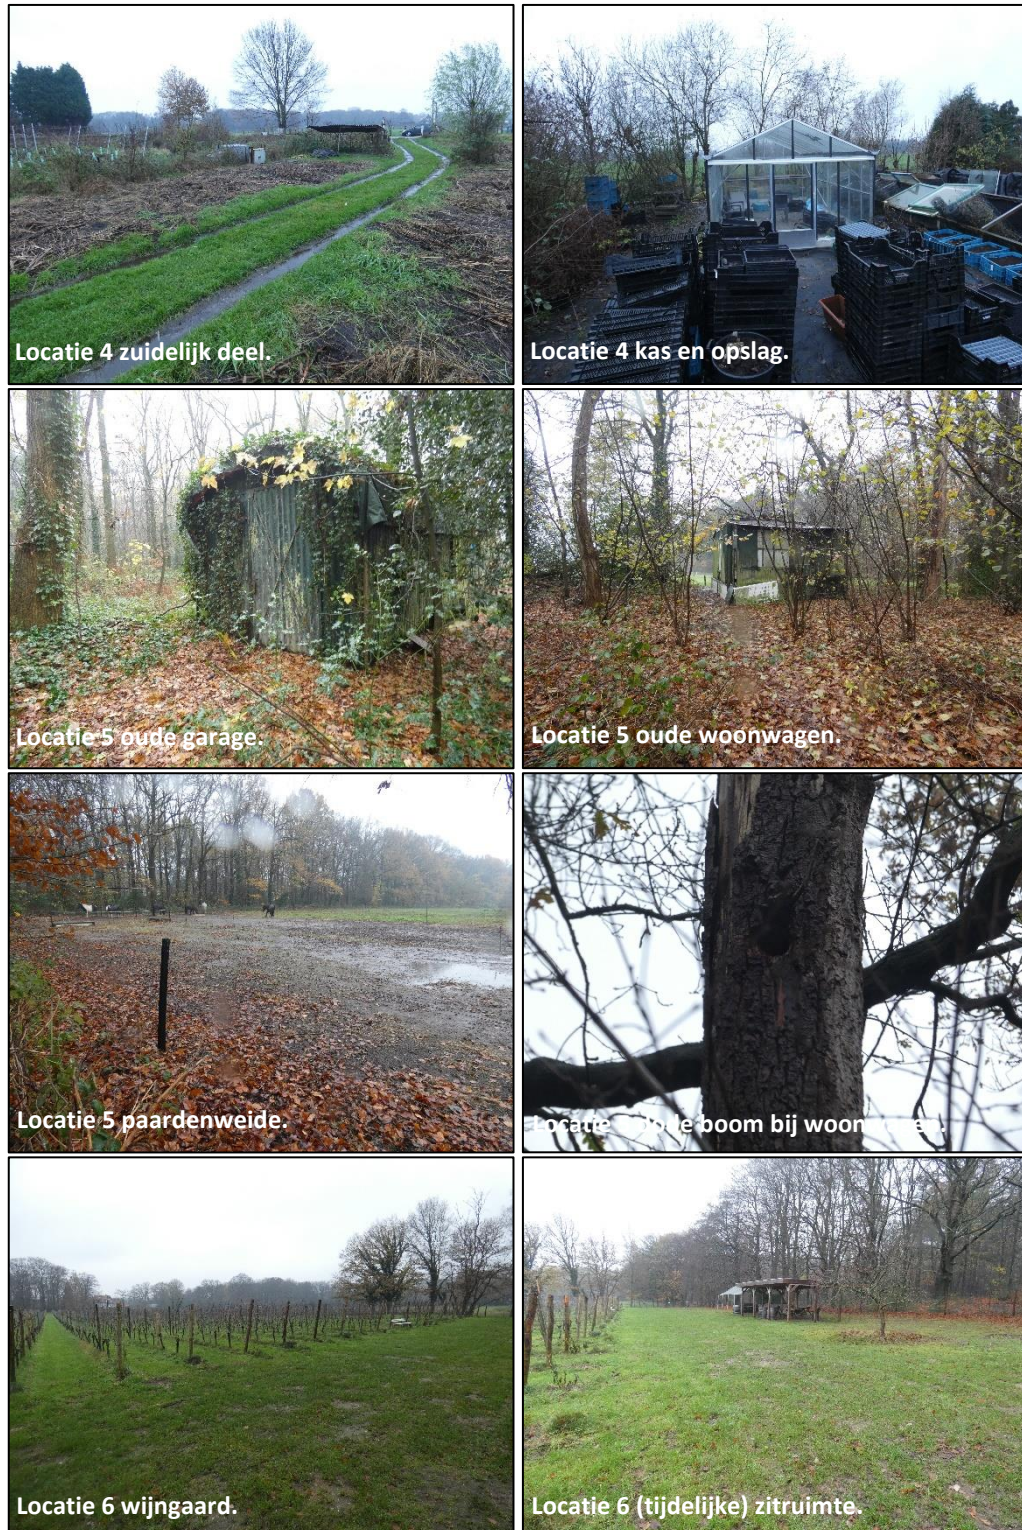 Locatie 4 zuidelijk deel.
Locatie 4 kas en opslag.
Locatie 5 oude garage.
Locatie 5 oude woonwagen.
Locatie 5 paardenweide.
Locatie boom bij
Locatie 6 wijngaard.
Locatie 6 (tijdelijke) zitruimte.